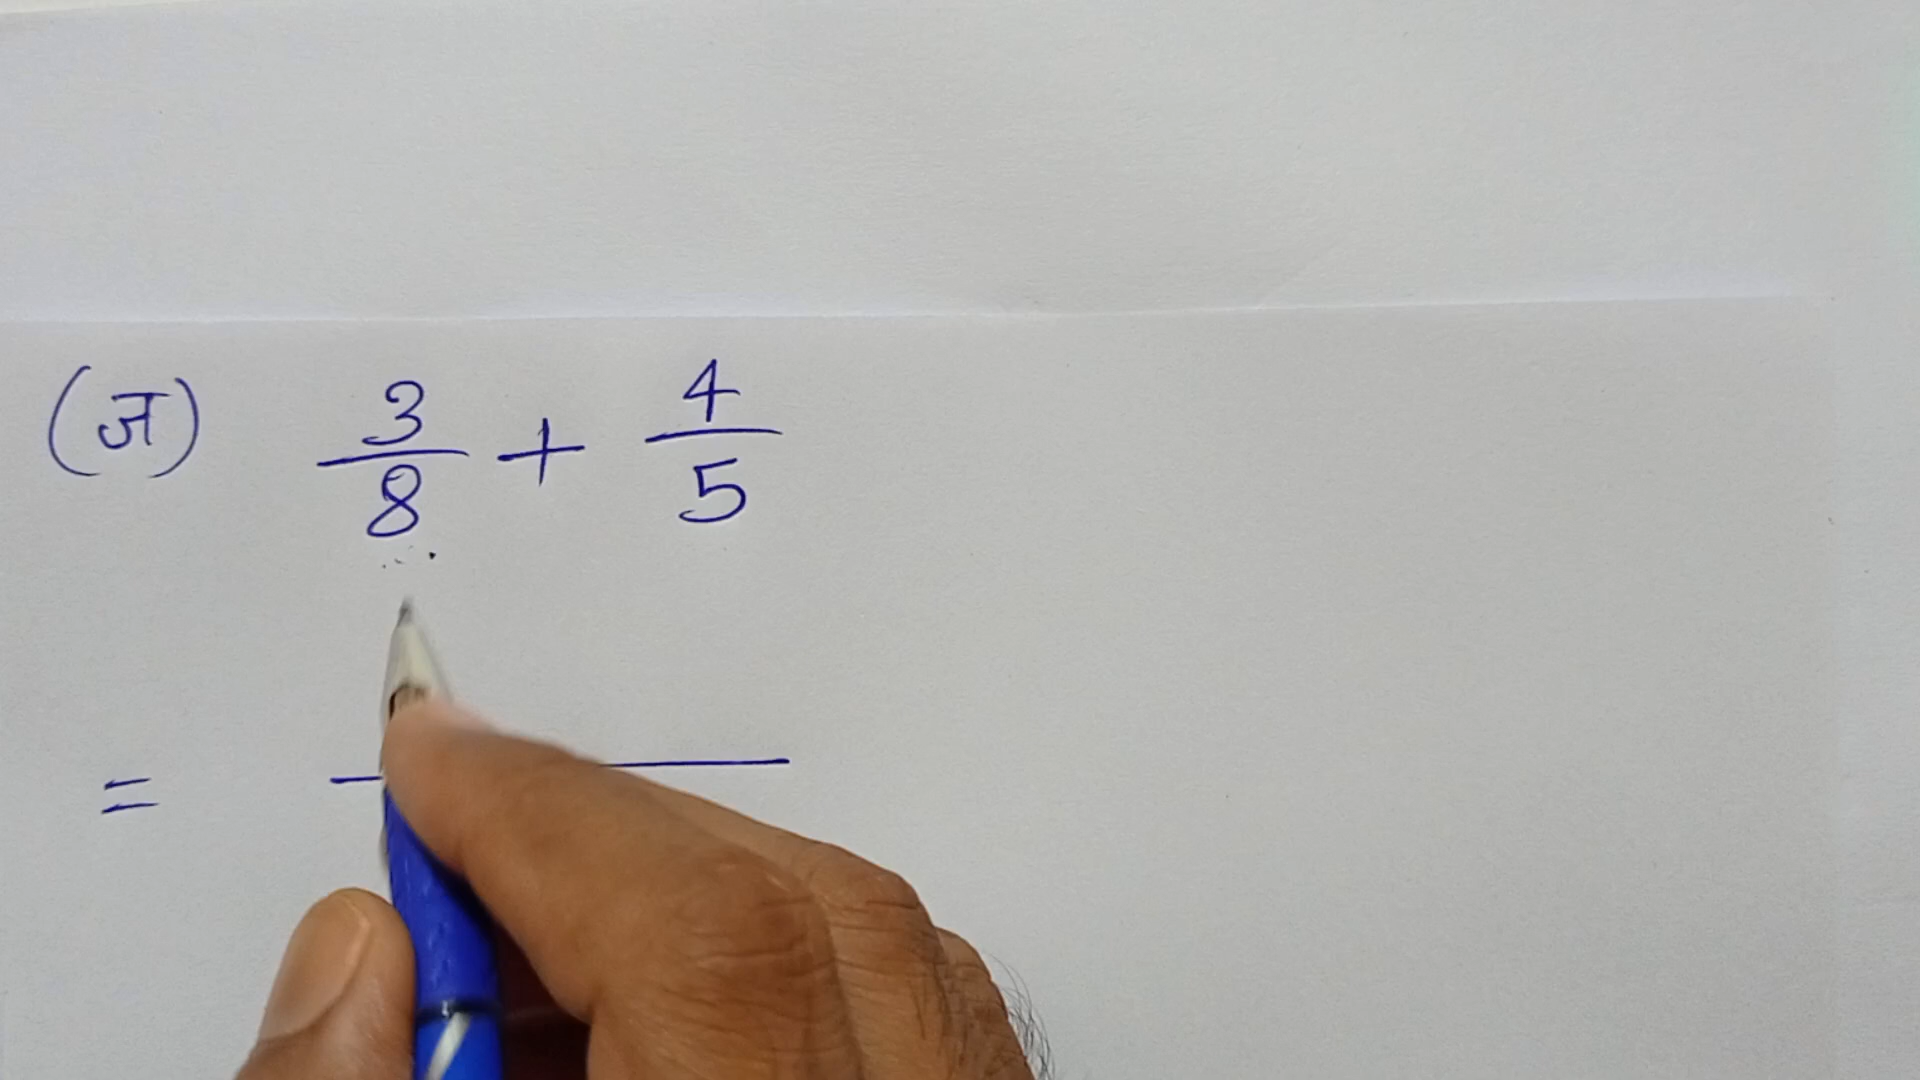 (ज) 3/8 + 4/5
=